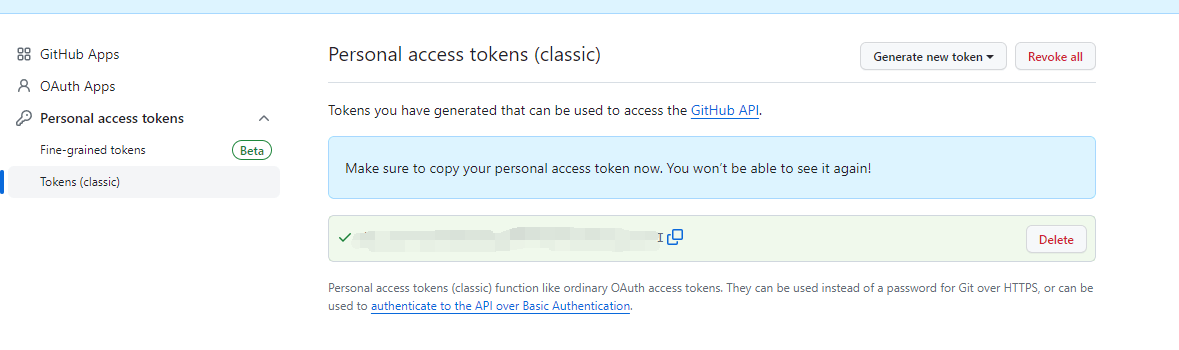 GitHub Apps
OAuth Apps
Personal access tokens
Fine-grained tokens
Beta
Tokens (classic)
Personal access tokens (classic)
Generate new token
Revoke all
Tokens you have generated that can be used to access the GitHub API.
Make sure to copy your personal access token now. You won't be able to see it again!
Delete
Personal access tokens (classic) function like ordinary OAuth access tokens. They can be used instead of a password for Git over HTTPS, or can be
used to authenticate to the API over Basic Authentication.